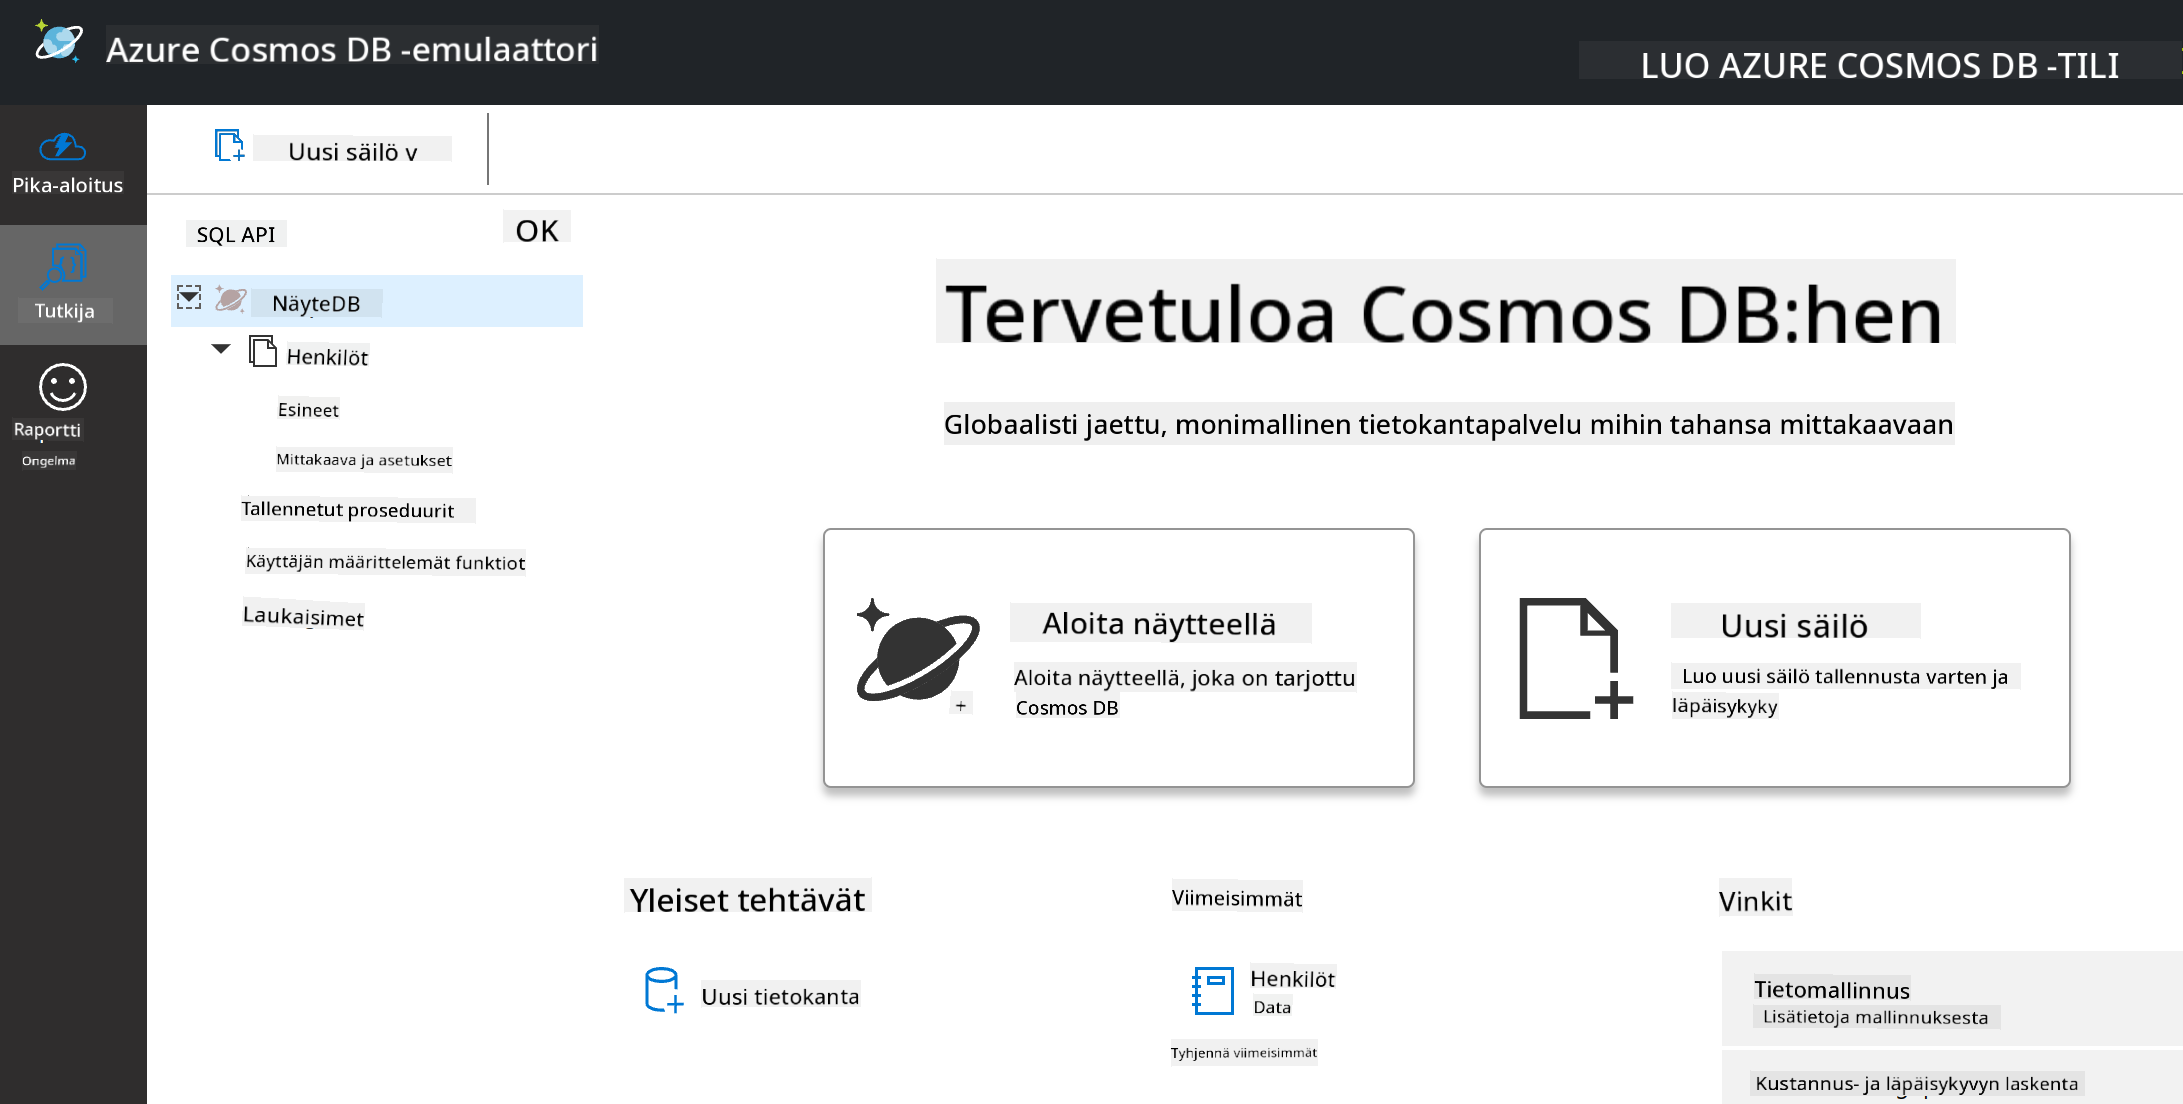 Azure Cosmos DB -emulaattori
LUO AZURE COSMOS DB -TILI
Pika-aloitus
Tutkija
Raportti
Ongelma
Uusi säilö v
SQL API
OK
NäyteDB
Henkilöt
Esineet
Mittakaava ja asetukset
Tallennetut proseduurit
Käyttäjän määrittelemät funktiot
Laukaisimet
Tervetuloa Cosmos DB:hen
Globaalisti jaettu, monimallinen tietokantapalvelu mihin tahansa mittakaavaan
Aloita näytteellä
Aloita näytteellä, joka on tarjottu
Cosmos DB
+
Uusi säilö
Luo uusi säilö tallennusta varten ja
läpäisykyky
Yleiset tehtävät
Uusi tietokanta
Viimeisimmät
Henkilöt
Data
Tyhjennä viimeisimmät
Vinkit
Tietomallinnus
Lisätietoja mallinnuksesta
Kustannus- ja läpäisykyvyn laskenta